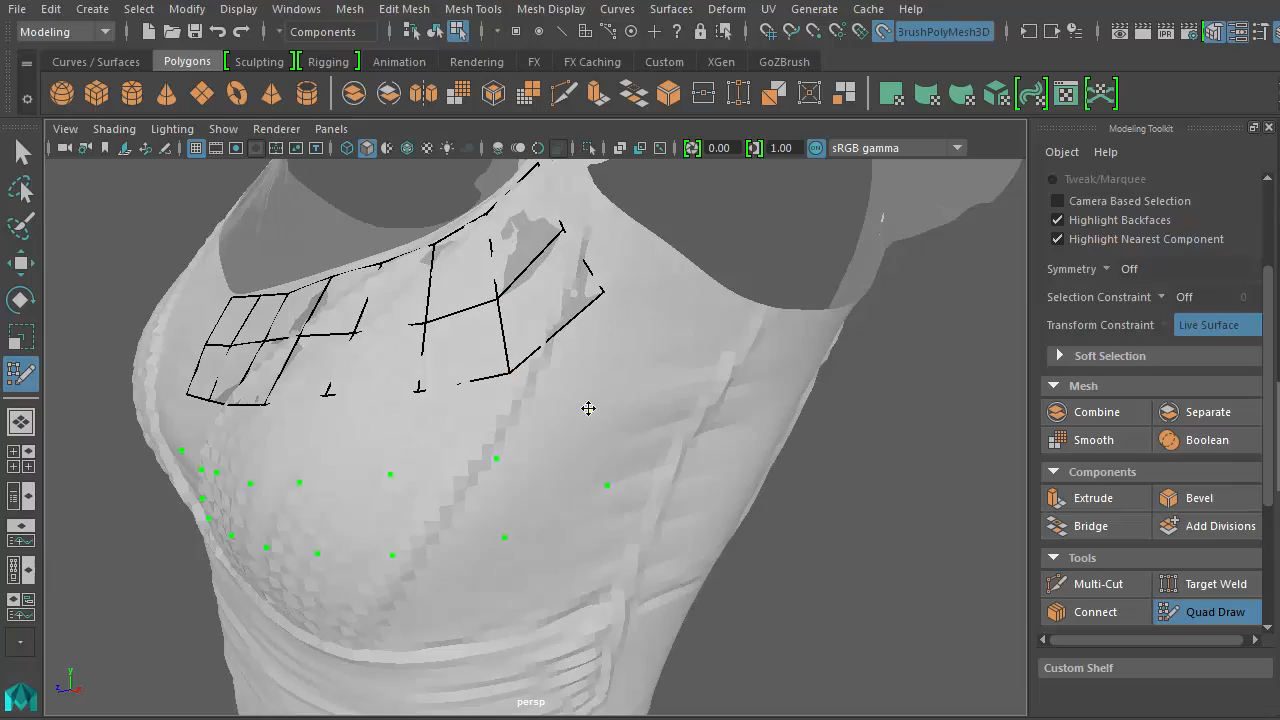 File Edit Create Select Modify Display Windows Mesh Edit Mesh Mesh Tools Mesh Display Curves Surfaces Deform UV Generate Cache Help
Modeling Components 3rushPolyMesh3D
Curves / Surfaces Polygons Sculpting Rigging Animation Rendering FX FX Caching Custom XGen GoZBrush
View Shading Lighting Show Renderer Panels
0.00 1.00 ON sRGB gamma
Modeling Toolkit
Object Help
Tweak/Marquee
Camera Based Selection
Highlight Backfaces
Highlight Nearest Component
Symmetry Off
Selection Constraint Off 0
Transform Constraint Live Surface
Soft Selection
Mesh
Combine Separate
Smooth Boolean
Components
Extrude Bevel
Bridge Add Divisions
Tools
Multi-Cut Target Weld
Connect Quad Draw
Custom Shelf
y
z x
persp